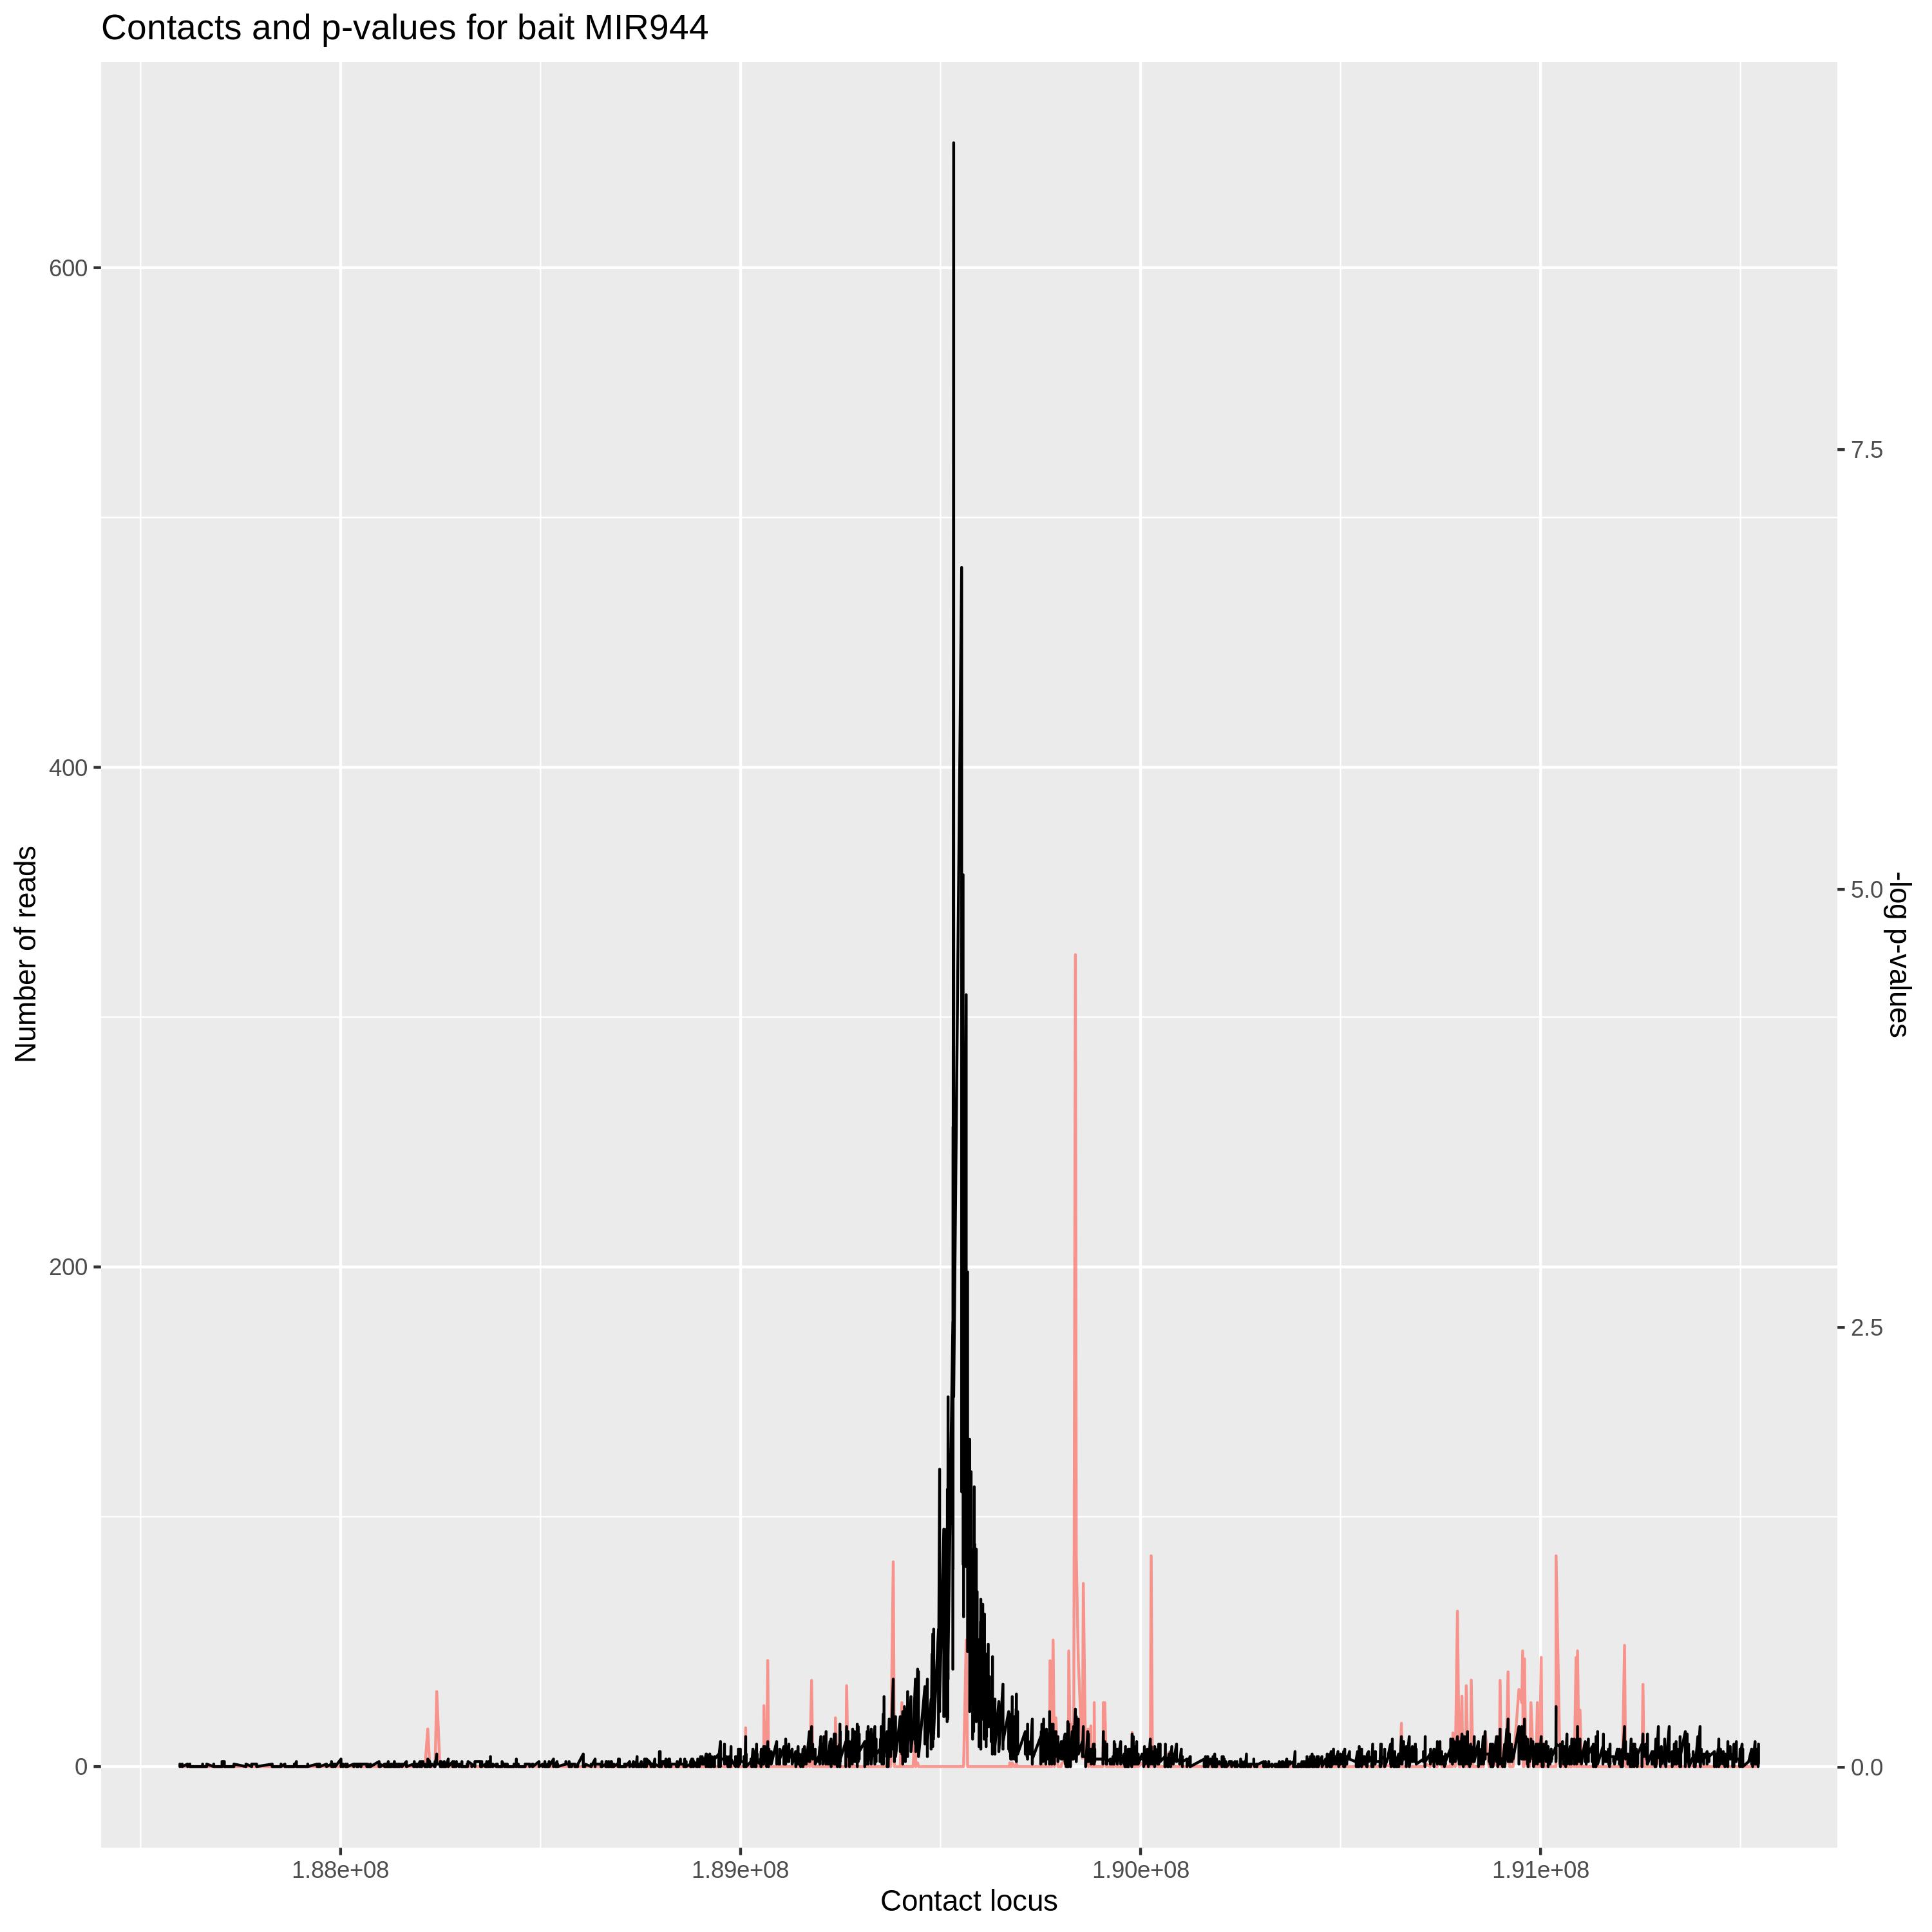 Contacts and p-values for bait MIR944
600
400
200
0
Number of reads
7.5
5.0
2.5
0.0
-log p-values
1.88e+08
1.89e+08
1.90e+08
1.91e+08
Contact locus